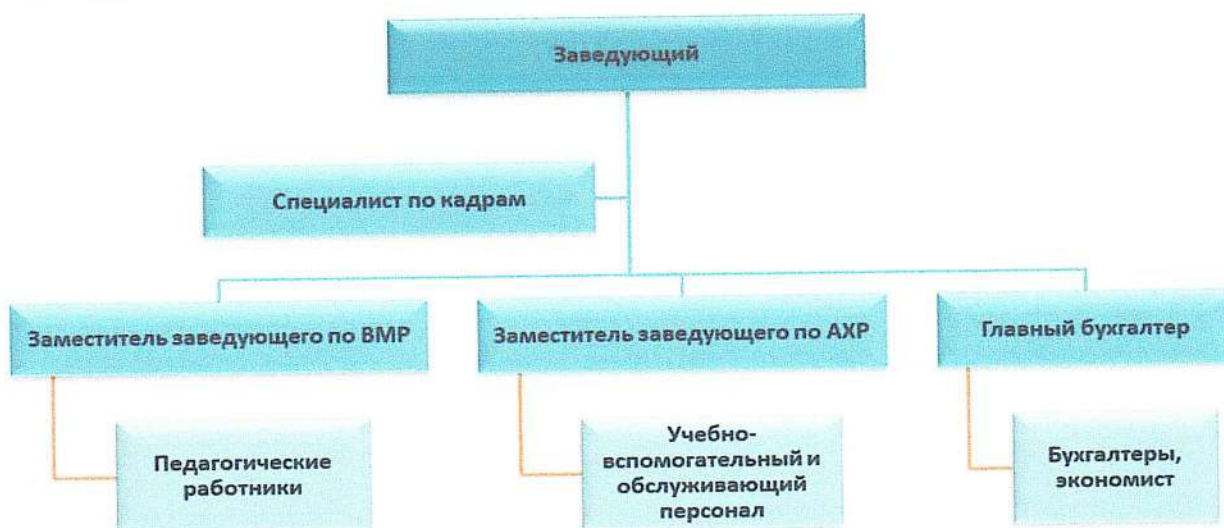 Заведующий
Специалист по кадрам
Заместитель заведующего по ВМР
Заместитель заведующего по АХР
Главный бухгалтер
Педагогические
работники
Учебно-
вспомогательный и
обслуживающий
персонал
Бухгалтеры,
экономист